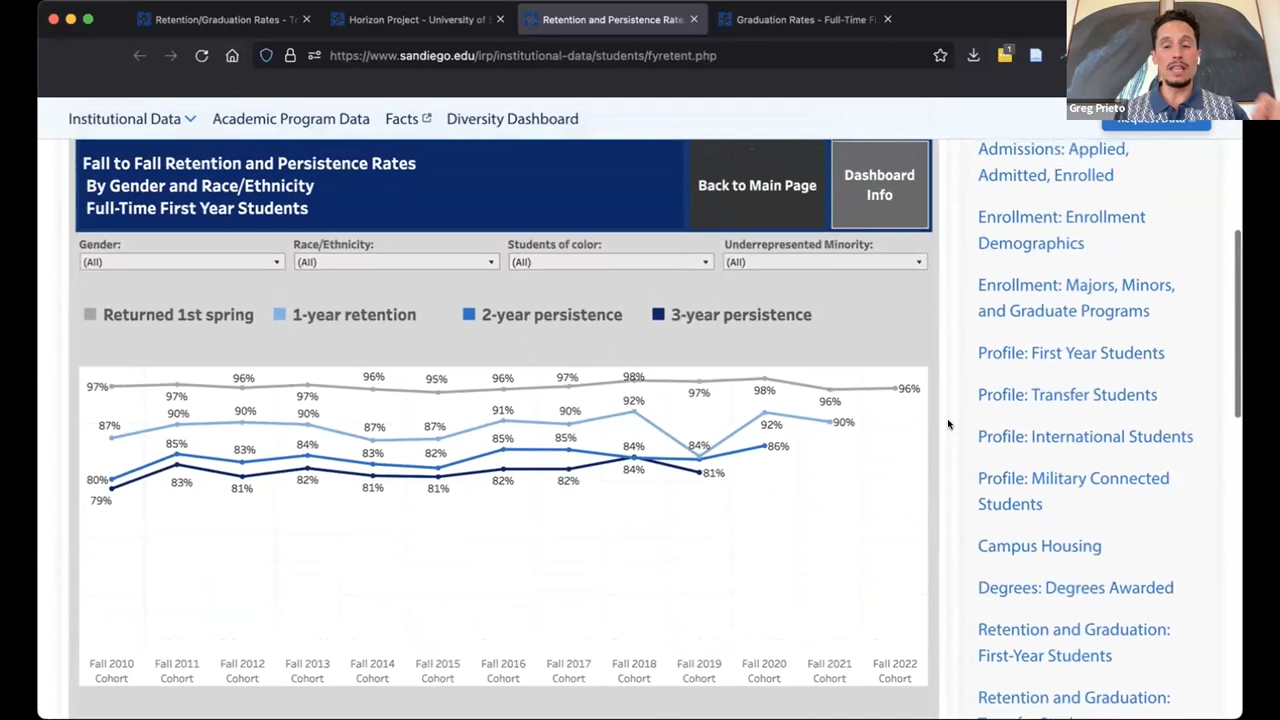 Retention/Graduation Rates - T
Horizon Project - University of S
Retention and Persistence Rate
Graduation Rates - Full-Time Fi
https://www.sandiego.edu/irp/institutional-data/students/fyretent.php
1
Greg Prieto
Institutional Data
Academic Program Data
Facts
Diversity Dashboard
Request Data
Fall to Fall Retention and Persistence Rates
By Gender and Race/Ethnicity
Full-Time First Year Students
Back to Main Page
Dashboard
Info
Gender:
Race/Ethnicity:
Students of color:
Underrepresented Minority:
(All)
(All)
(All)
(All)
Returned 1st spring
1-year retention
2-year persistence
3-year persistence
97% 97% 96% 97% 96% 95% 96% 97% 98% 97% 98% 96% 96%
87% 90% 90% 90% 87% 87% 91% 90% 92% 84% 92% 90%
80% 85% 83% 84% 83% 82% 85% 85% 84% 86%
79% 83% 81% 82% 81% 81% 82% 82% 84% 81%
Fall 2010 Fall 2011 Fall 2012 Fall 2013 Fall 2014 Fall 2015 Fall 2016 Fall 2017 Fall 2018 Fall 2019 Fall 2020 Fall 2021 Fall 2022
Cohort Cohort Cohort Cohort Cohort Cohort Cohort Cohort Cohort Cohort Cohort Cohort Cohort
Admissions: Applied,
Admitted, Enrolled
Enrollment: Enrollment
Demographics
Enrollment: Majors, Minors,
and Graduate Programs
Profile: First Year Students
Profile: Transfer Students
Profile: International Students
Profile: Military Connected
Students
Campus Housing
Degrees: Degrees Awarded
Retention and Graduation:
First-Year Students
Retention and Graduation: